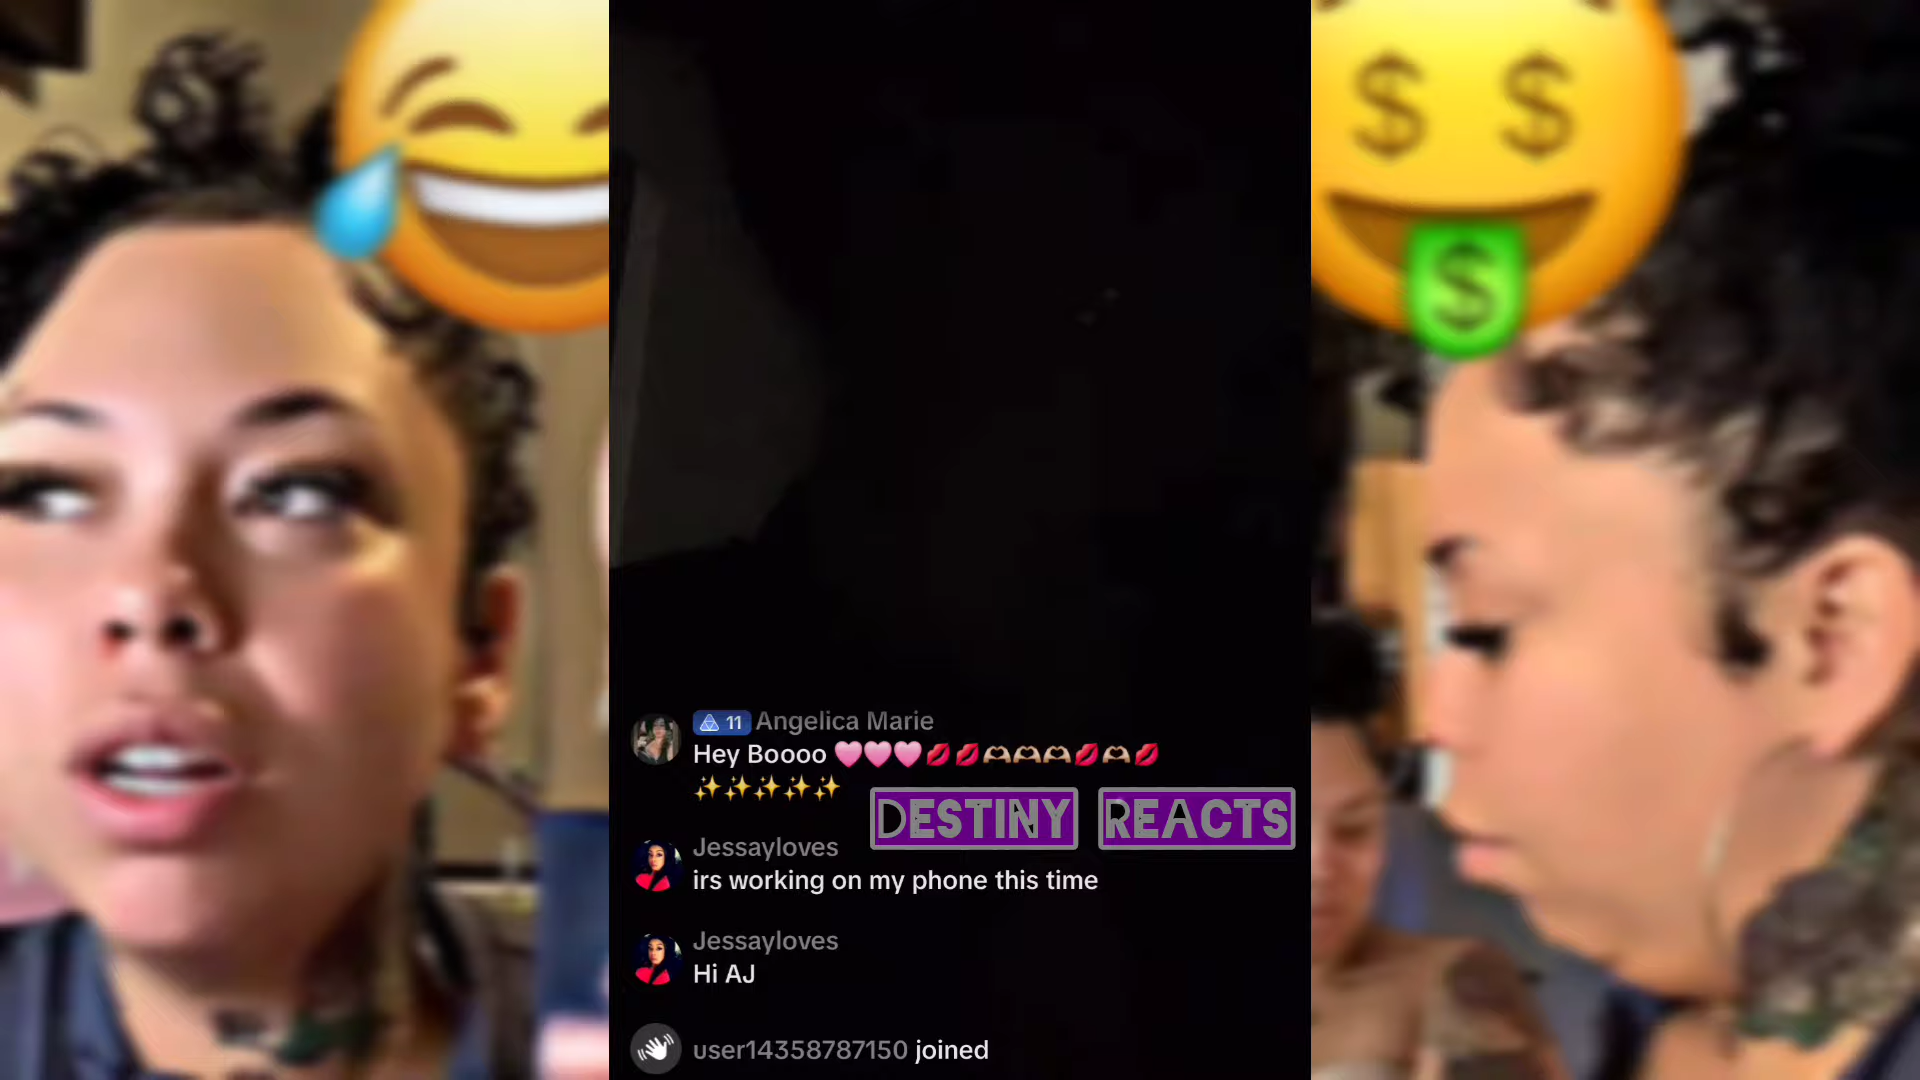 11 Angelica Marie
Hey Boooo 🩷🩷🩷💋💋🫶🏼🫶🏼🫶🏼💋🫶🏼💋
✨✨✨✨✨
DESTINY REACTS
Jessayloves
irs working on my phone this time
Jessayloves
Hi AJ
user14358787150 joined